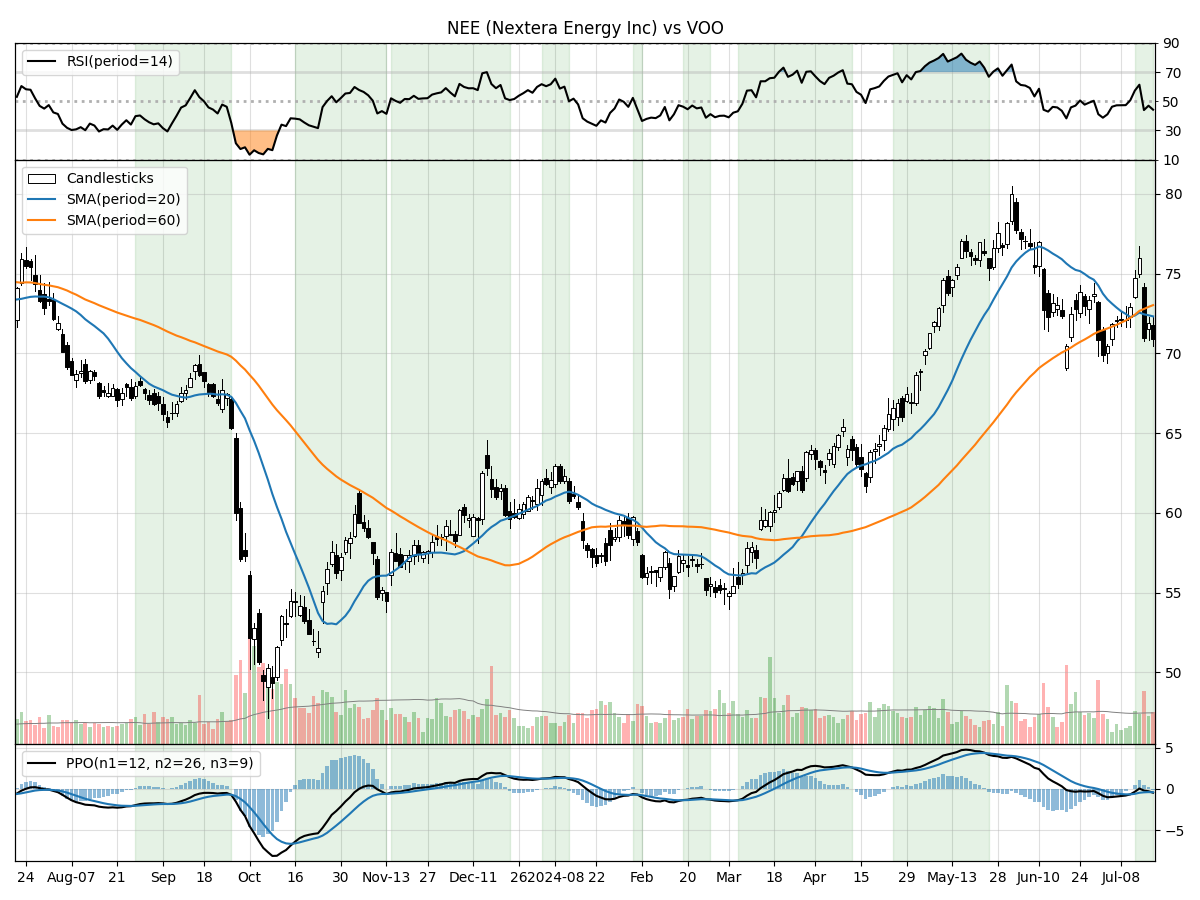 NEE (Nextera Energy Inc) vs VOO
RSI(period=14)
90
70
50
30
10
Candlesticks
SMA(period=20)
SMA(period=60)
80
75
70
65
60
55
50
PPO(n1=12, n2=26, n3=9)
5
0
−5
24 Aug-07 21 Sep 18 Oct 16 30 Nov-13 27 Dec-11 26 2024-08 22 Feb 20 Mar 18 Apr 15 29 May-13 28 Jun-10 24 Jul-08